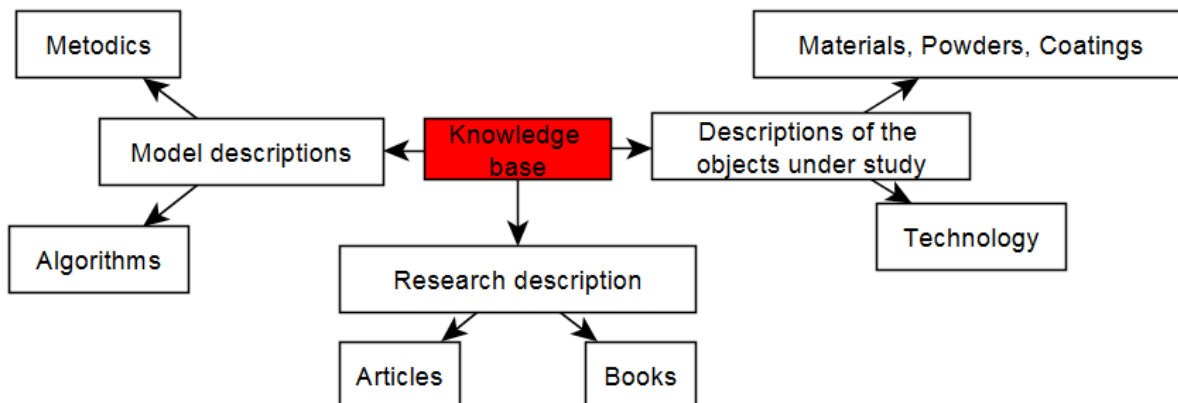 Metodics
Materials, Powders, Coatings
Model descriptions
Knowledge
base
Descriptions of the
objects under study
Algorithms
Technology
Research description
Articles
Books